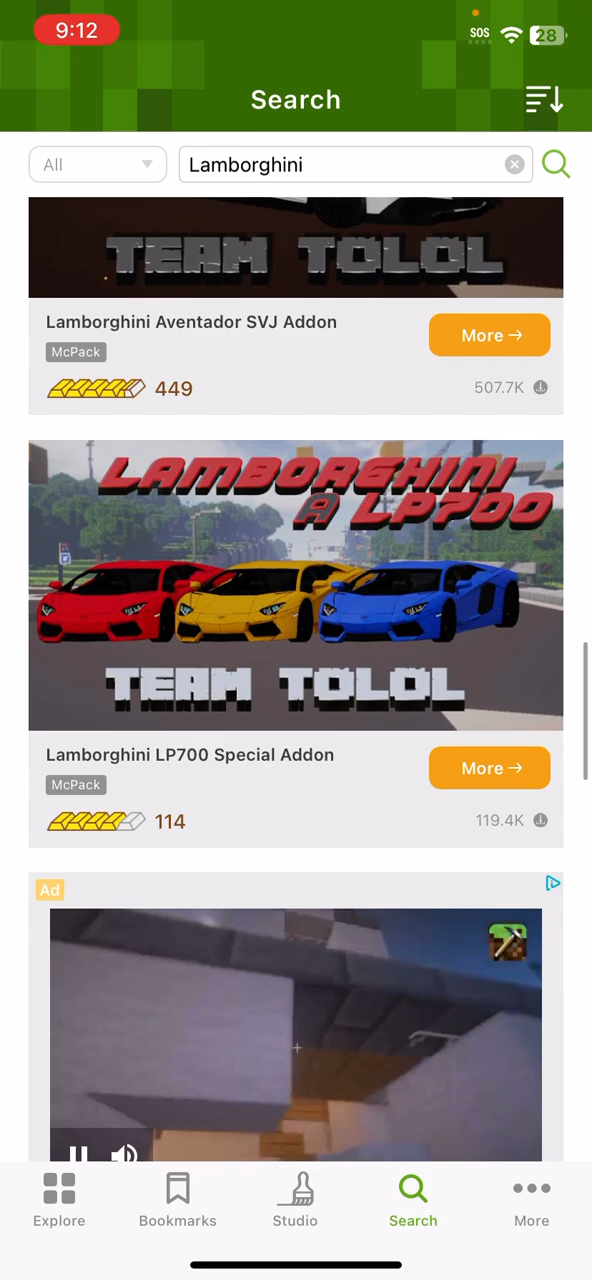 9:12
SOS
28
Search
All
Lamborghini
TEAM TOLOL
Lamborghini Aventador SVJ Addon
More →
McPack
449
507.7K
LAMBORGHINI
A LP700
TEAM TOLOL
Lamborghini LP700 Special Addon
More →
McPack
114
119.4K
Ad
Explore
Bookmarks
Studio
Search
More